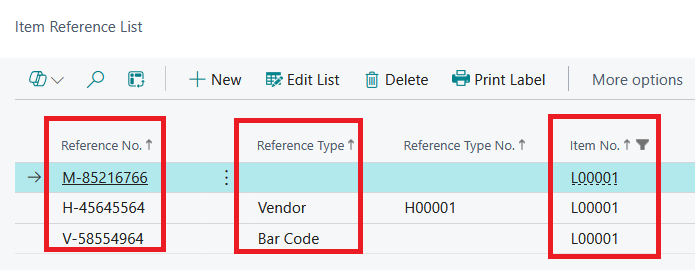 Item Reference List
New Edit List Delete Print Label More options
Reference No.↑ Reference Type↑ Reference Type No.↑ Item No.↑
M-85216766 L00001
H-45645564 Vendor H00001 L00001
V-58554964 Bar Code L00001